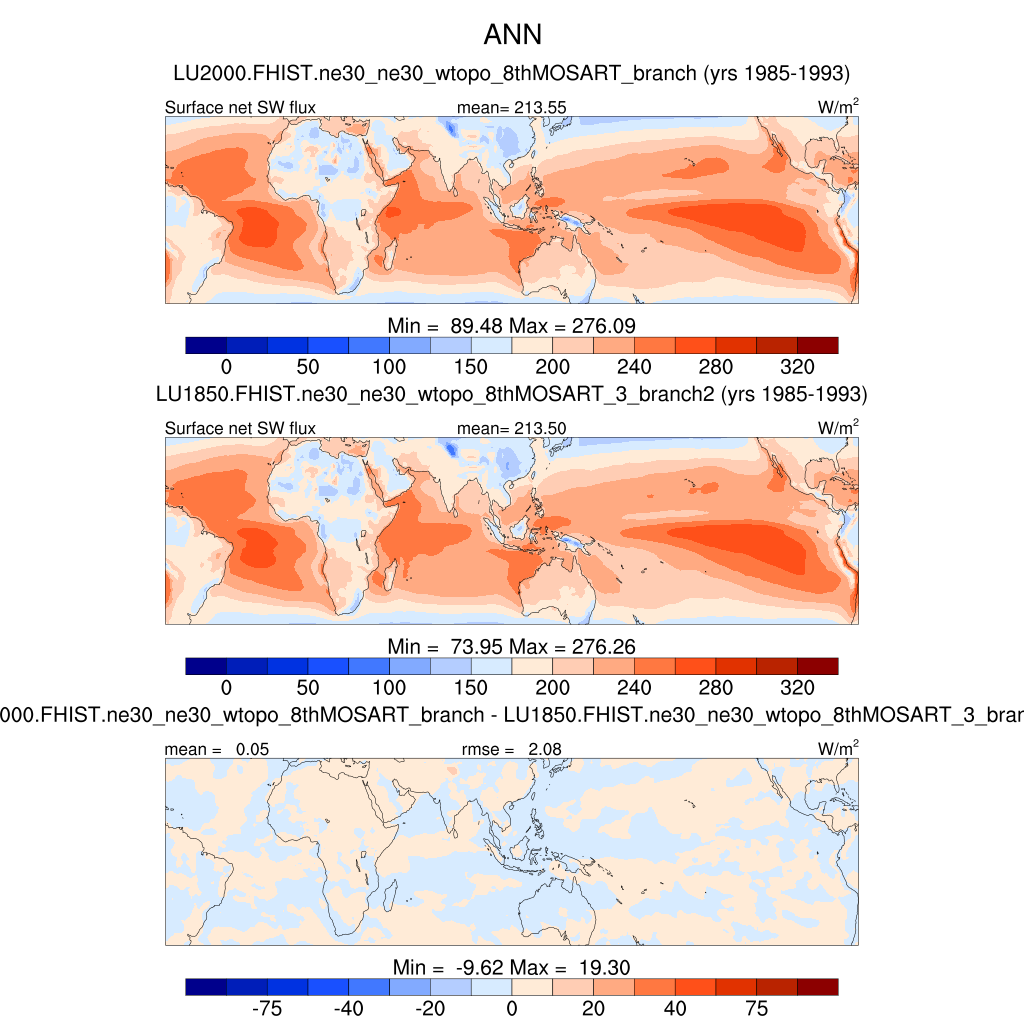 ANN
LU2000.FHIST.ne30_ne30_wtopo_8thMOSART_branch (yrs 1985-1993)
Surface net SW flux mean= 213.55 W/m2
Min = 89.48 Max = 276.09
0 50 100 150 200 240 280 320
LU1850.FHIST.ne30_ne30_wtopo_8thMOSART_3_branch2 (yrs 1985-1993)
Surface net SW flux mean= 213.50 W/m2
Min = 73.95 Max = 276.26
0 50 100 150 200 240 280 320
000.FHIST.ne30_ne30_wtopo_8thMOSART_branch - LU1850.FHIST.ne30_ne30_wtopo_8thMOSART_3_bran
mean = 0.05 rmse = 2.08 W/m2
Min = -9.62 Max = 19.30
-75 -40 -20 0 20 40 75